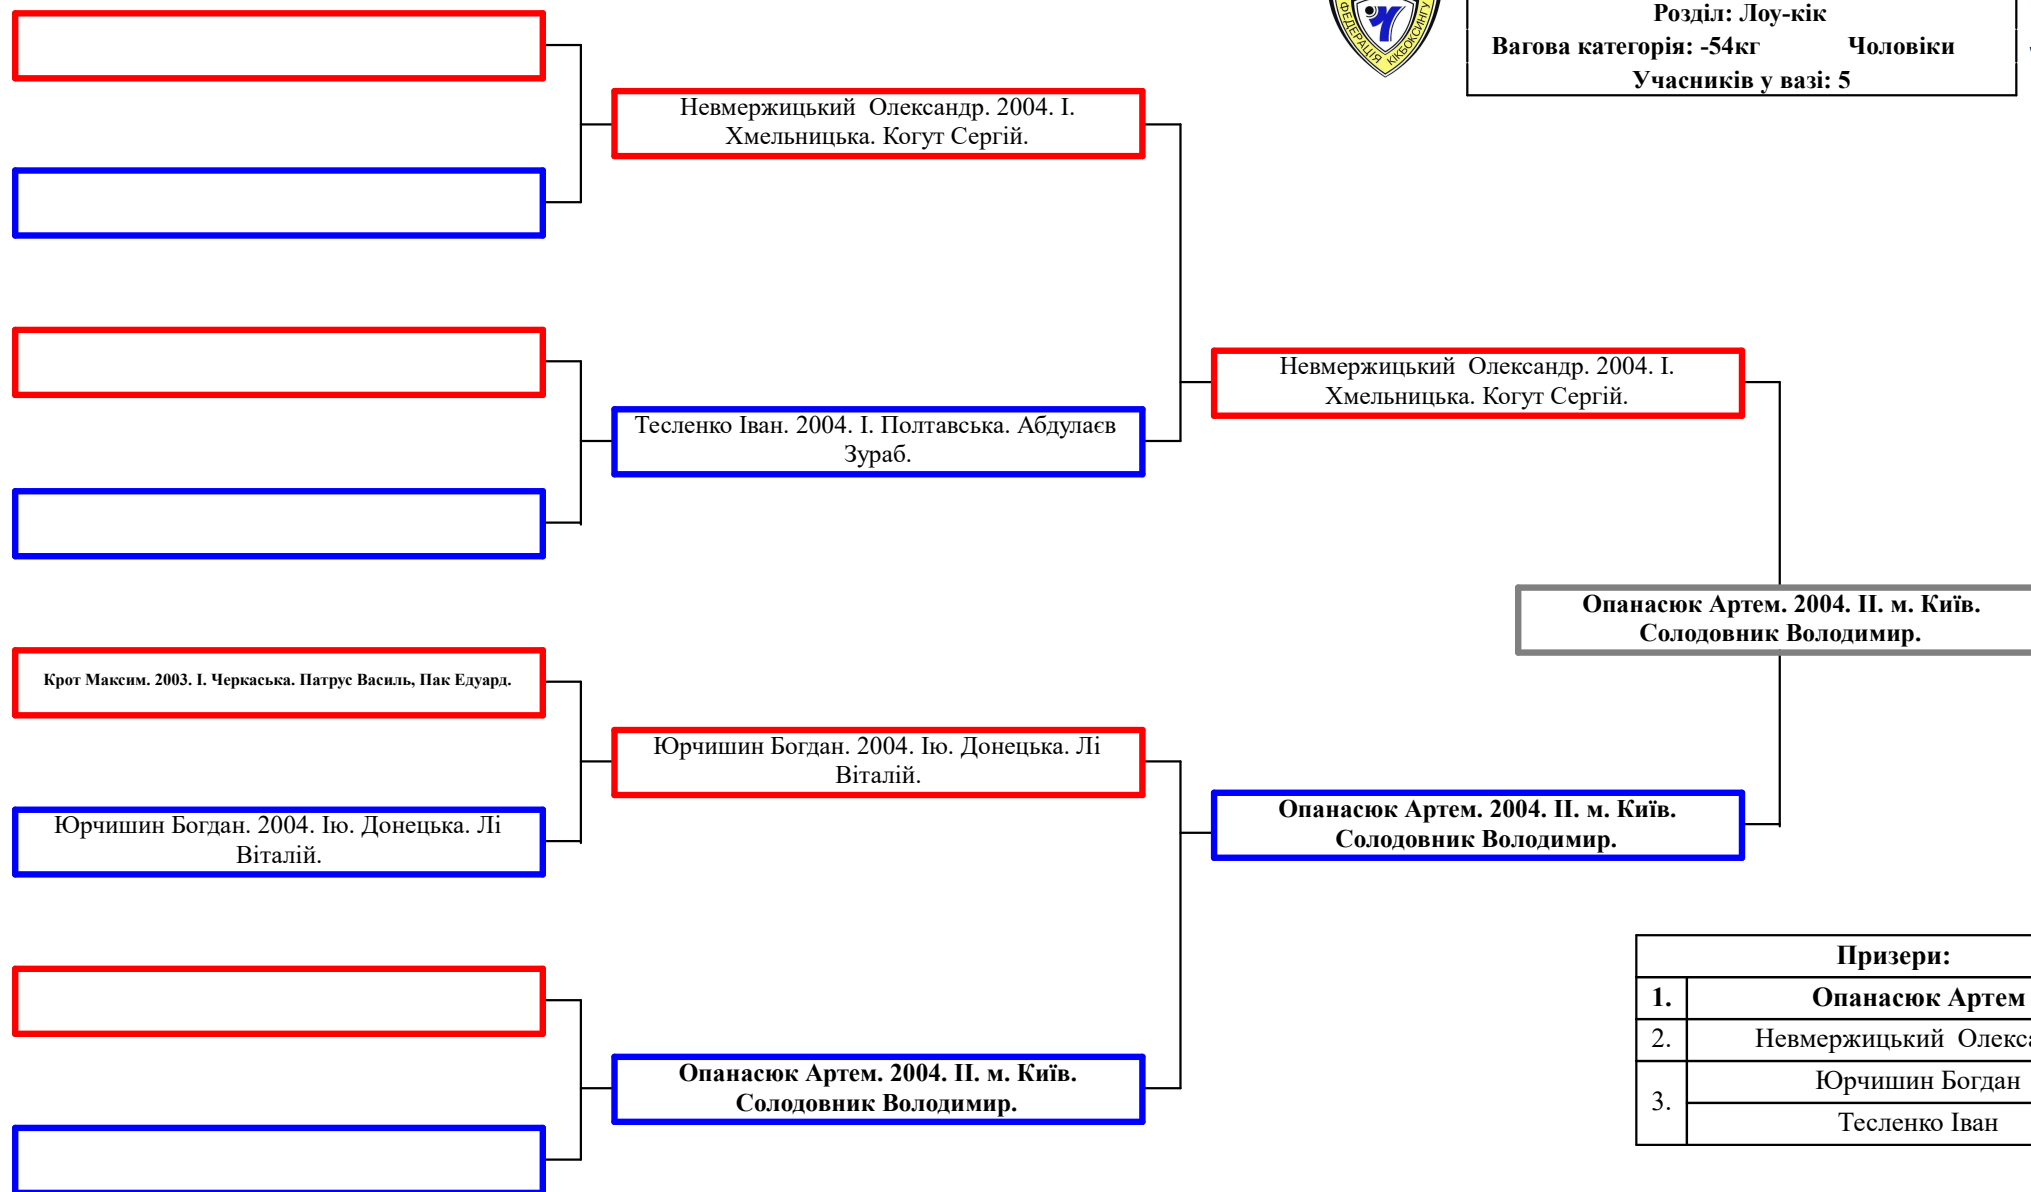 ФЕДЕРАЦІЯ КІКБОКСИНГУ
Розділ: Лоу-кік
Вагова категорія: -54кг Чоловіки
Учасників у вазі: 5
Невмержицький Олександр. 2004. І.
Хмельницька. Когут Сергій.
Невмержицький Олександр. 2004. І.
Хмельницька. Когут Сергій.
Тесленко Іван. 2004. І. Полтавська. Абдулаєв
Зураб.
Опанасюк Артем. 2004. ІІ. м. Київ.
Солодовник Володимир.
Крот Максим. 2003. І. Черкаська. Патрус Василь, Пак Едуард.
Юрчишин Богдан. 2004. Ію. Донецька. Лі
Віталій.
Опанасюк Артем. 2004. ІІ. м. Київ.
Солодовник Володимир.
Юрчишин Богдан. 2004. Ію. Донецька. Лі
Віталій.
Опанасюк Артем. 2004. ІІ. м. Київ.
Солодовник Володимир.
Призери:
1. Опанасюк Артем
2. Невмержицький
3. Юрчишин Богдан
Тесленко Іван